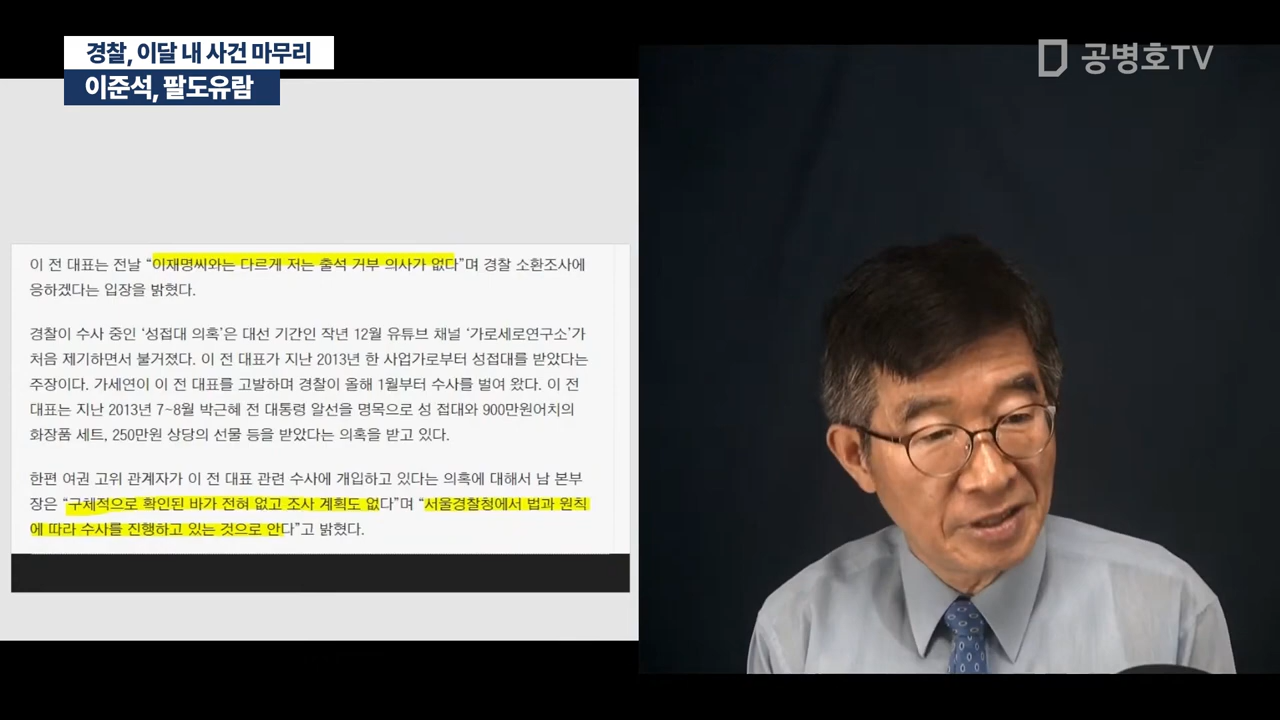 경찰, 이달 내 사건 마무리
이준석, 팔도유람
공병호TV
이 전 대표는 전날 “이재명씨와는 다르게 저는 출석 거부 의사가 없다”며 경찰 소환조사에
응하겠다는 입장을 밝혔다.
경찰이 수사 중인 ‘성접대 의혹’은 대선 기간인 작년 12월 유튜브 채널 ‘가로세로연구소’가
처음 제기하면서 불거졌다. 이 전 대표가 지난 2013년 한 사업가로부터 성접대를 받았다는
주장이다. 가세연이 이 전 대표를 고발하며 경찰이 올해 1월부터 수사를 벌여 왔다. 이 전
대표는 지난 2013년 7~8월 박근혜 전 대통령 알선을 명목으로 성 접대와 900만원어치의
화장품 세트, 250만원 상당의 선물 등을 받았다는 의혹을 받고 있다.
한편 여권 고위 관계자가 이 전 대표 관련 수사에 개입하고 있다는 의혹에 대해서 남 본부
장은 “구체적으로 확인된 바가 전혀 없고 조사 계획도 없다”며 “서울경찰청에서 법과 원칙
에 따라 수사를 진행하고 있는 것으로 안다”고 밝혔다.